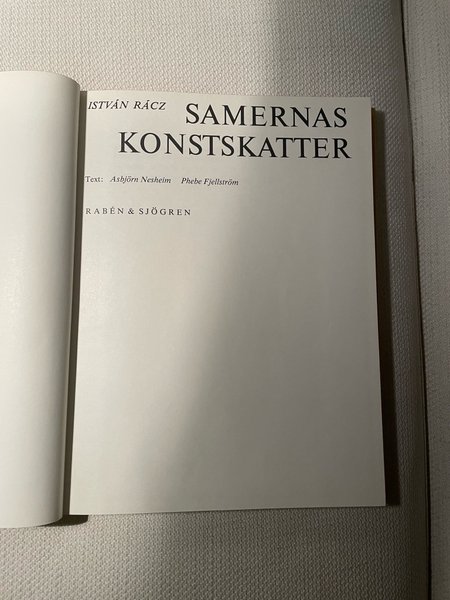 ISTVÁN RÁCZ SAMERNAS
KONSTSKATTER
Text: Asbjörn Nesheim Phebe Fjellström
RABÉN & SJÖGREN